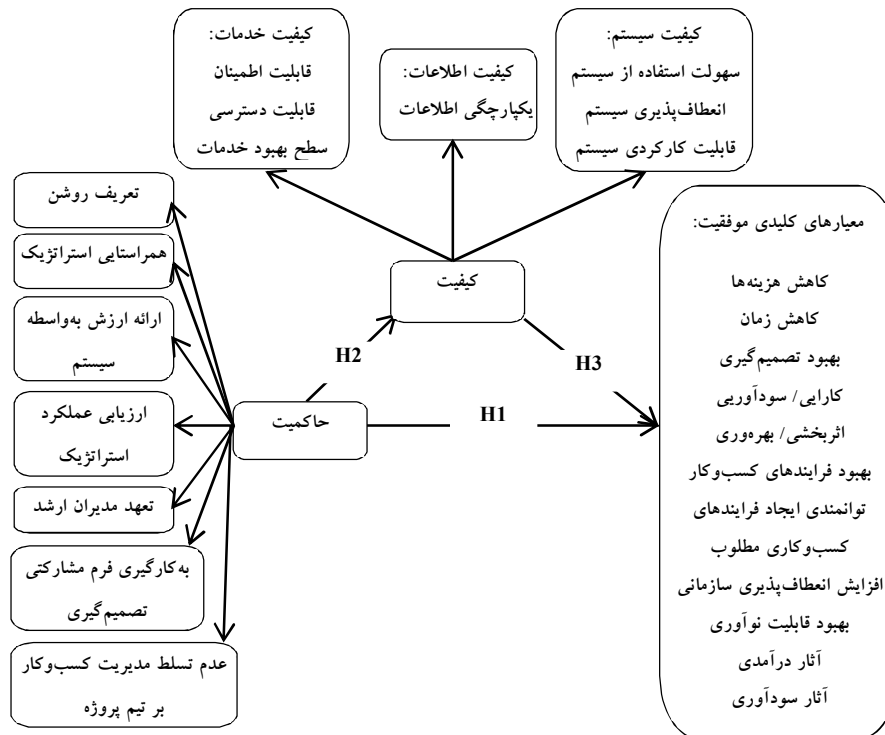 کیفیت خدمات:
قابلیت اطمینان
قابلیت دسترسی
سطح بهبود خدمات
کیفیت اطلاعات:
یکپارچگی اطلاعات
کیفیت سیستم:
سهولت استفاده از سیستم
انعطاف‌پذیری سیستم
قابلیت کارکردی سیستم
تعریف روشن
همراستایی استراتژیک
ارائه ارزش به‌واسطه
سیستم
ارزیابی عملکرد
استراتژیک
تعهد مدیران ارشد
به‌کارگیری فرم مشارکتی
تصمیم‌گیری
عدم تسلط مدیریت کسب‌وکار
بر تیم پروژه
کیفیت
حاکمیت
H2
H3
H1
معیارهای کلیدی موفقیت:
کاهش هزینه‌ها
کاهش زمان
بهبود تصمیم‌گیری
کارایی/ سودآوریی
اثربخشی/ بهره‌وری
بهبود فرایندهای کسب‌وکار
توانمندی ایجاد فرایندهای
کسب‌وکاری مطلوب
افزایش انعطاف‌پذیری سازمانی
بهبود قابلیت نوآوری
آثار درآمدی
آثار سودآوری